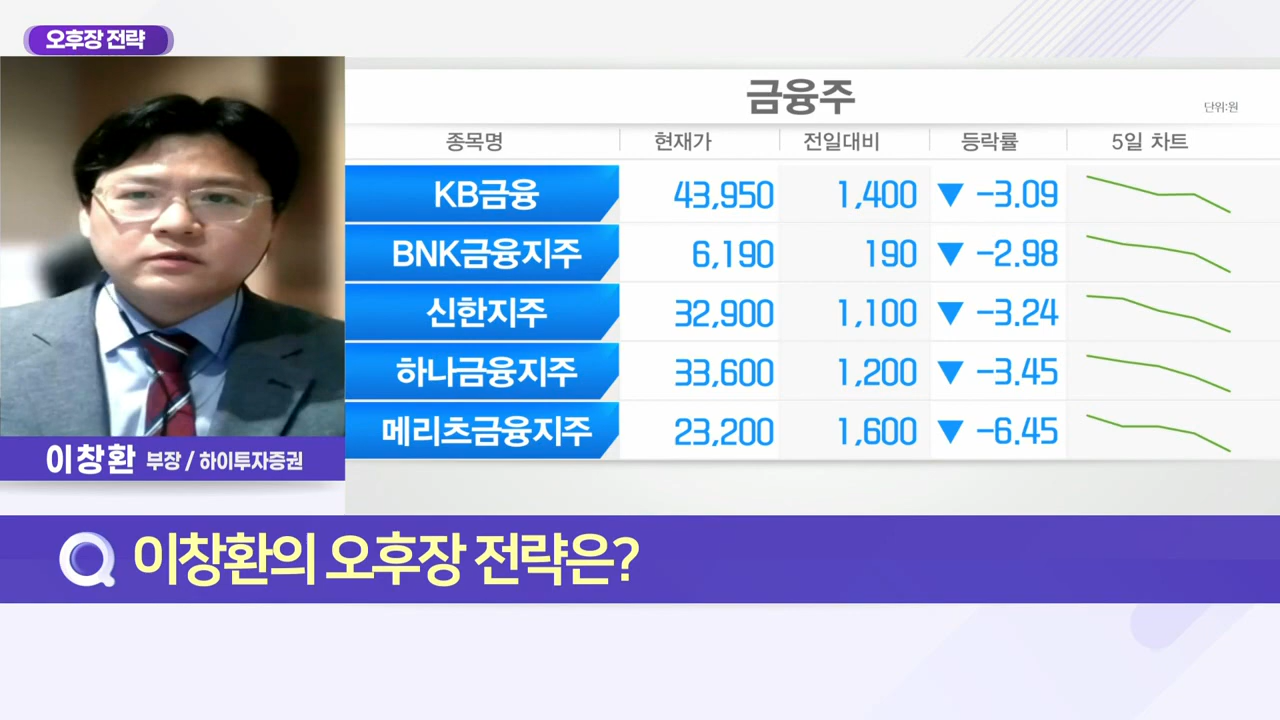 오후장 전략
금융주
단위:원
종목명 현재가 전일대비 등락률 5일 차트
KB금융 43,950 1,400 ▼ -3.09
BNK금융지주 6,190 190 ▼ -2.98
신한지주 32,900 1,100 ▼ -3.24
하나금융지주 33,600 1,200 ▼ -3.45
메리츠금융지주 23,200 1,600 ▼ -6.45
이창환 부장 / 하이투자증권
Q 이창환의 오후장 전략은?